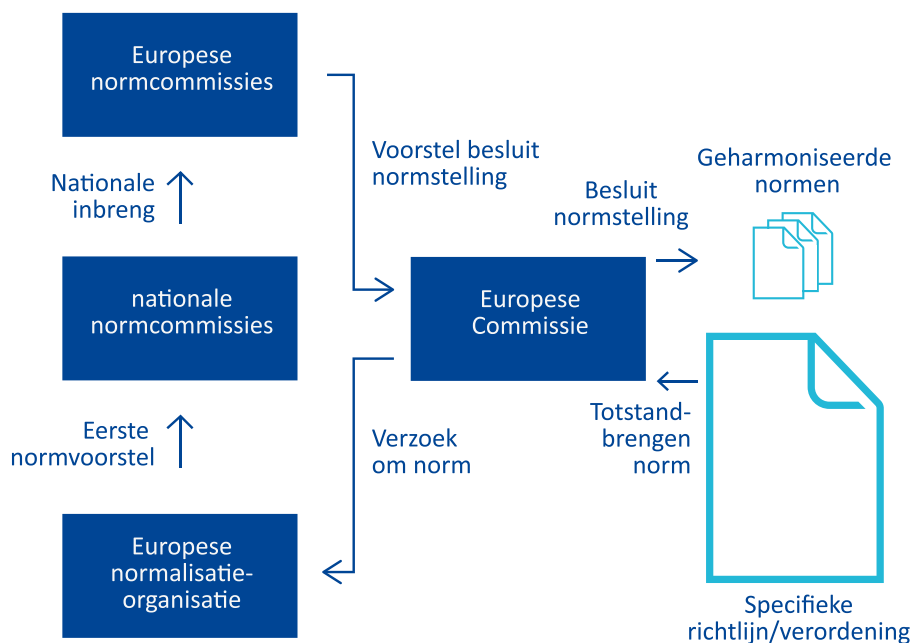 Europese
normcommissies
Voorstel besluit
normstelling
Geharmoniseerde
normen
Nationale
inbreng
Besluit
normstelling
nationale
normcommissies
Europese
Commissie
Eerste
normvoorstel
Verzoek
om norm
Totstand-
brengen
norm
Europese
normalisatie-
organisatie
Specifieke
richtlijn/verordening